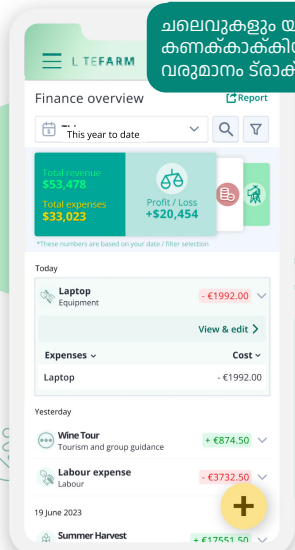 ചലെവുകളും
കണക്കാക്കിയ
വരുമാനം
LITEFARM
Finance overview
Report
This year to date
Total revenue
$53,478
Total expenses
$33,023
Profit / Loss
+$20,454
*These numbers are based on your date / filter selection
Today
Laptop
- €1992.00
Equipment
View & edit
Expenses
Cost
Laptop
- €1992.00
Yesterday
Wine Tour
+ €874.50
Tourism and group guidance
Labour expense
- €3732.50
Labour
19 June 2023
Summer Harvest
+ €17551.50